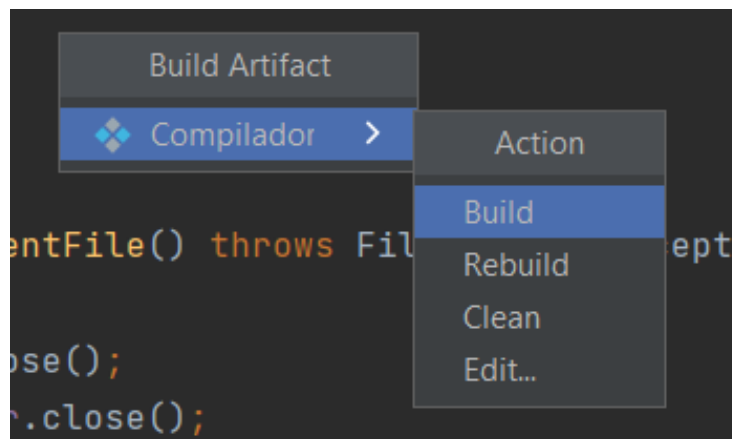 Build Artifact
Compilador
Action
Build
Rebuild
Clean
Edit...
entFile() throws Fil ept
ose();
r.close();